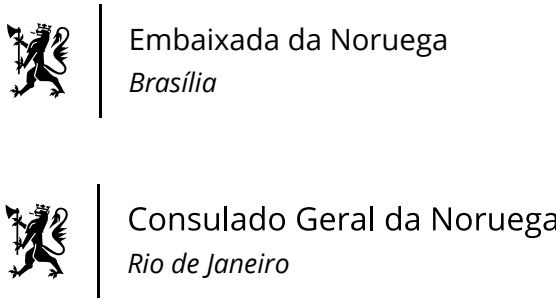 Embaixada da Noruega
Brasília
Consulado Geral da Noruega
Rio de Janeiro